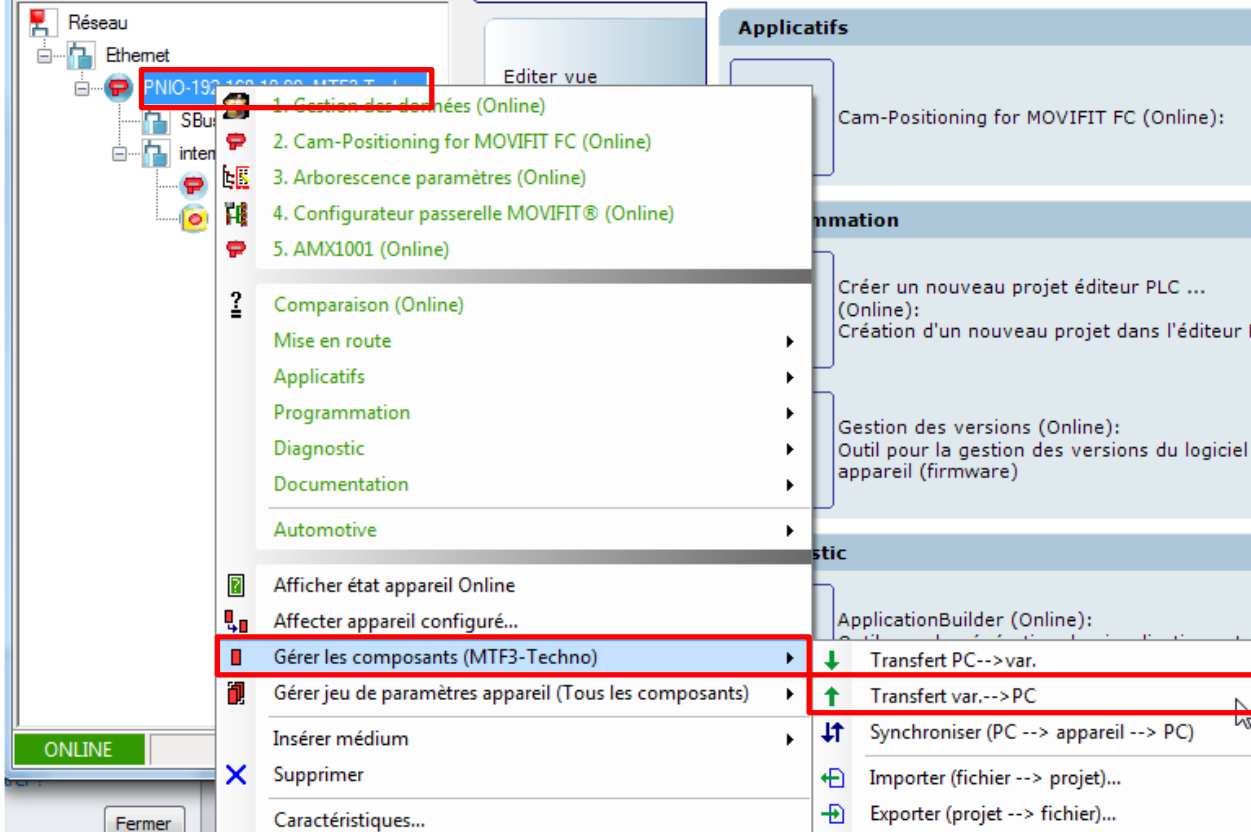 Réseau
Ethernet
SBus
Applicatifs
Editer vue
Cam-Positioning for MOVIFIT FC (Online):
1. Gestion des données (Online)
2. Cam-Positioning for MOVIFIT FC (Online)
3. Arborescence paramètres (Online)
4. Configurateur passerelle MOVIFIT® (Online)
5. AMX1001 (Online)
Comparaison (Online)
Mise en route
Applicatifs
Programmation
Diagnostic
Documentation
Automotive
Afficher état appareil Online
Affecter appareil configuré...
Gérer les composants (MTF3-Techno)
Gérer jeu de paramètres appareil (Tous les composants)
Insérer médium
Supprimer
Caractéristiques...
mmation
Créer un nouveau projet éditeur PLC ...
(Online):
Création d'un nouveau projet dans l'éditeur
Gestion des versions (Online):
Outil pour la gestion des versions du logiciel
appareil (firmware)
stic
ApplicationBuilder (Online):
Transfert PC-->var.
Transfert var.-->PC
Synchroniser (PC --> appareil --> PC)
Importer (fichier --> projet)...
Exporter (projet --> fichier)...
ONLINE
Fermer